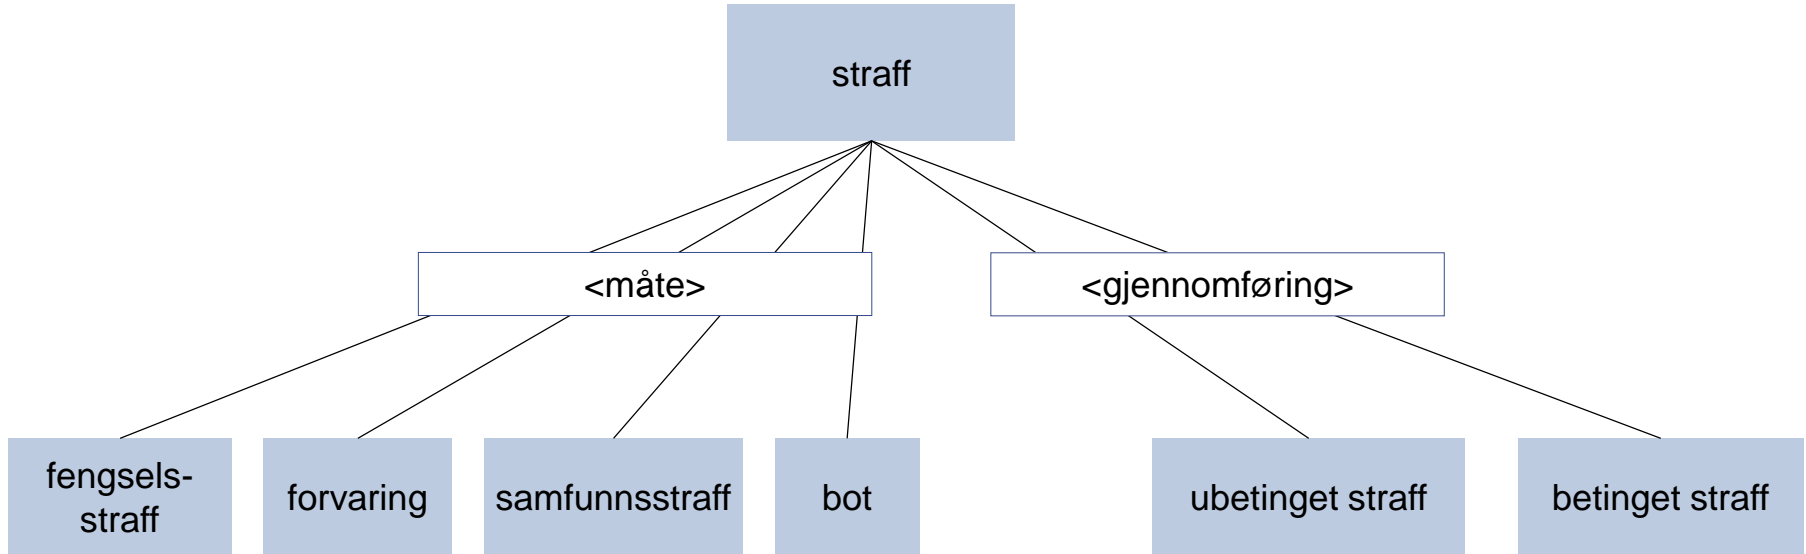 straff
<måte>
<gjennomføring>
fengsels-
straff
forvaring
samfunnsstraff
bot
ubetinget straff
betinget straff